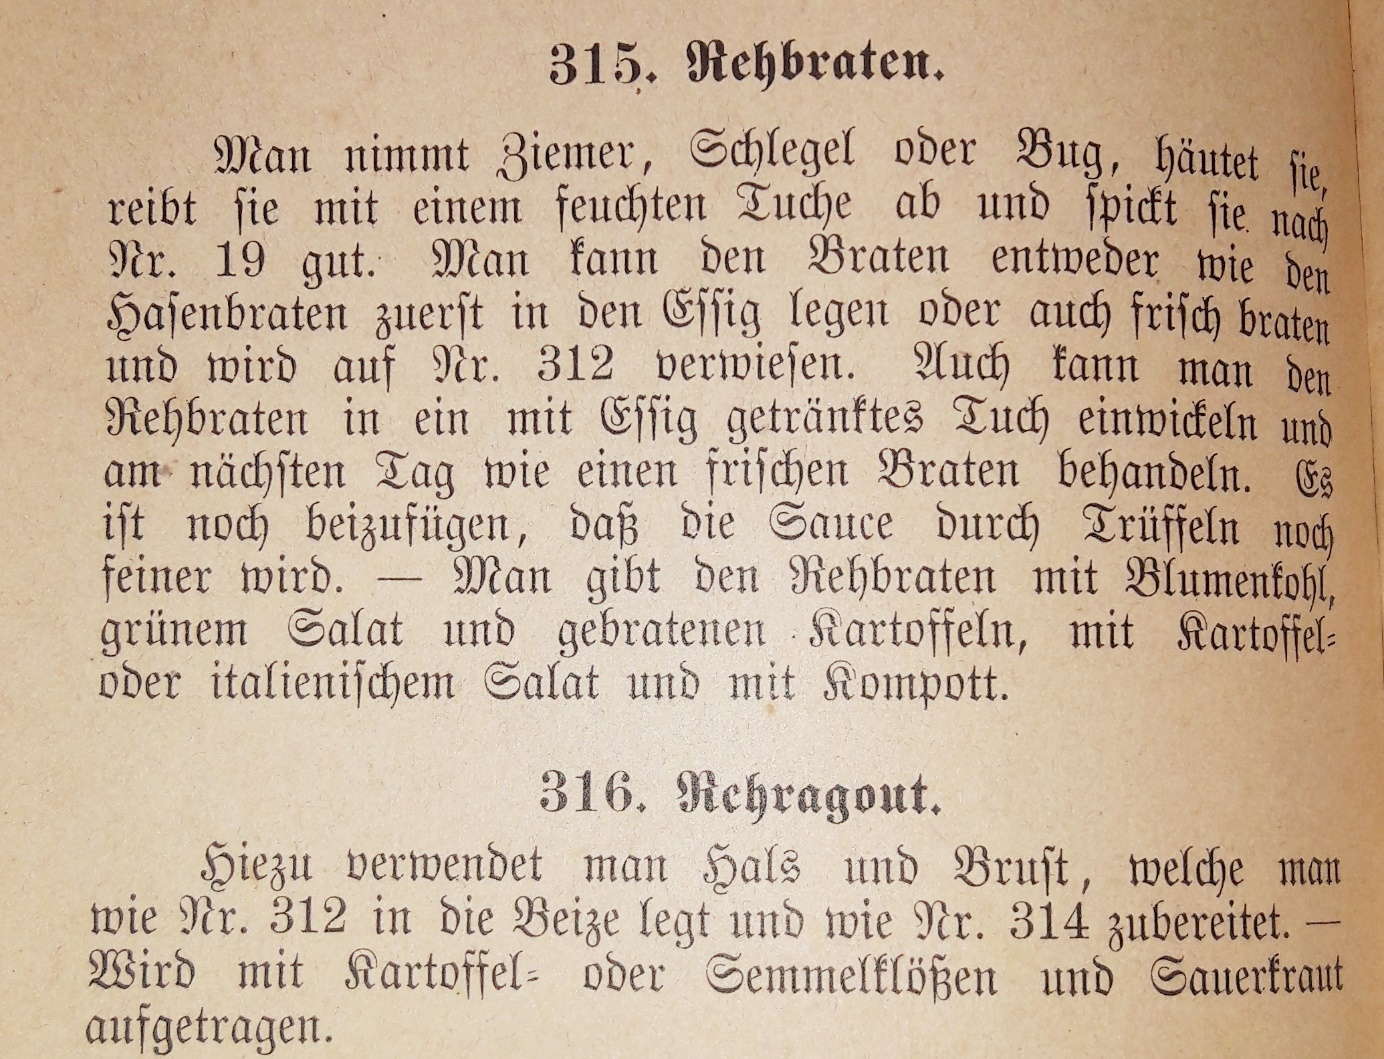 315. Rehbraten.
Man nimmt Ziemer, Schlegel oder Bug, häutet sie,
reibt sie mit einem feuchten Tuche ab und spickt sie nach
Nr. 19 gut. Man kann den Braten entweder wie den
Hasenbraten zuerst in den Essig legen oder auch frisch braten
und wird auf Nr. 312 verwiesen. Auch kann man den
Rehbraten in ein mit Essig getränktes Tuch einwickeln und
am nächsten Tag wie einen frischen Braten behandeln. Es
ist noch beizufügen, daß die Sauce durch Trüffeln noch
feiner wird. — Man gibt den Rehbraten mit Blumenkohl,
grünem Salat und gebratenen Kartoffeln, mit Kartoffel-
oder italienischem Salat und mit Kompott.
316. Rehragout.
Hiezu verwendet man Hals und Brust, welche man
wie Nr. 312 in die Beize legt und wie Nr. 314 zubereitet. —
Wird mit Kartoffel- oder Semmelklößen und Sauerkraut
aufgetragen.